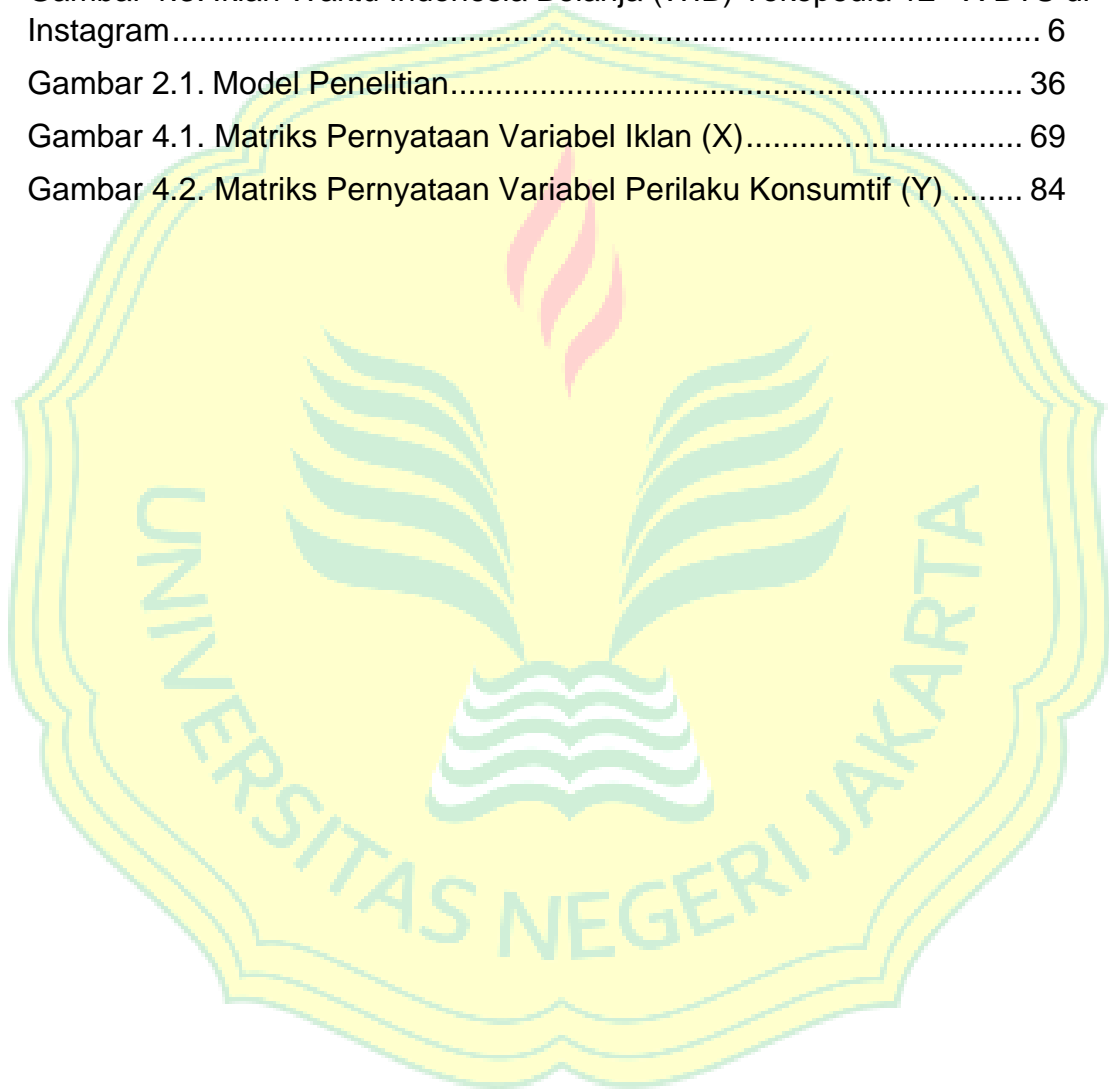 Instagram.................................................................................... 6
Gambar 2.1. Model Penelitian....................................................... 36
Gambar 4.1. Matriks Pernyataan Variabel Iklan (X)........................... 69
Gambar 4.2. Matriks Pernyataan Variabel Perilaku Konsumtif (Y) ........ 84
UNIVERSITAS NEGERI JAKARTA